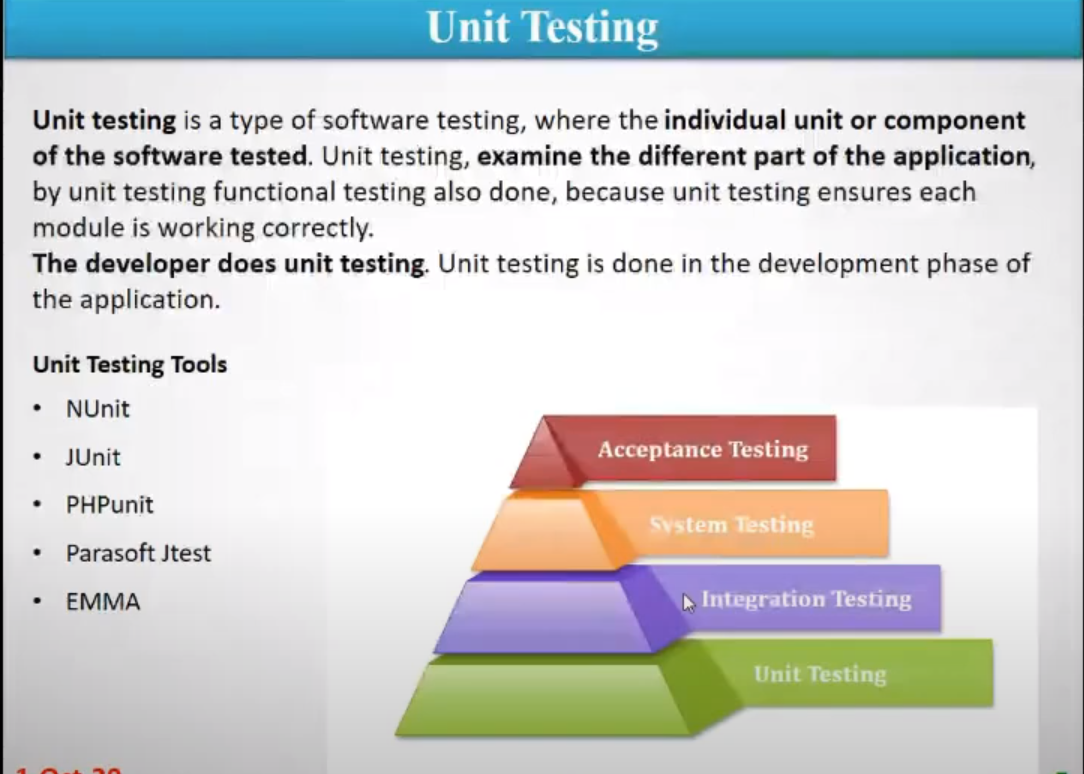 Unit Testing
Unit testing is a type of software testing, where the individual unit or component
of the software tested. Unit testing, examine the different part of the application,
by unit testing functional testing also done, because unit testing ensures each
module is working correctly.
The developer does unit testing. Unit testing is done in the development phase of
the application.
Unit Testing Tools
• NUnit
• JUnit
• PHPunit
• Parasoft Jtest
• EMMA
Acceptance Testing
System Testing
Integration Testing
Unit Testing